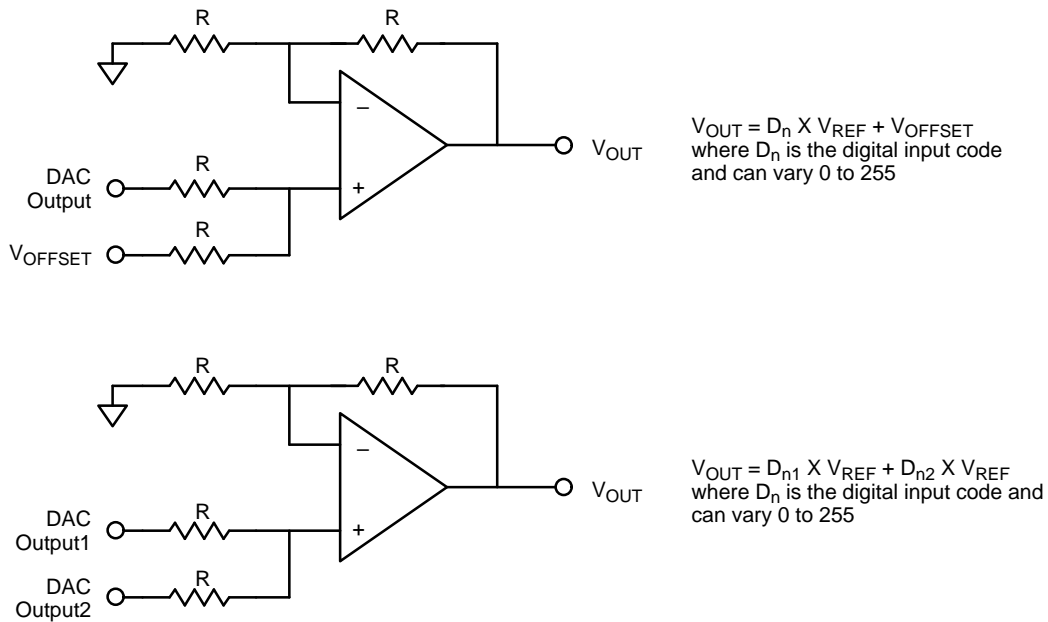 R
R
−
+
DAC
Output
R
V_OFFSET
R
V_OUT
V_OUT = D_n X V_REF + V_OFFSET
where D_n is the digital input code
and can vary 0 to 255
R
R
−
+
DAC
Output1
R
DAC
Output2
R
V_OUT
V_OUT = D_n1 X V_REF + D_n2 X V_REF
where D_n is the digital input code and
can vary 0 to 255